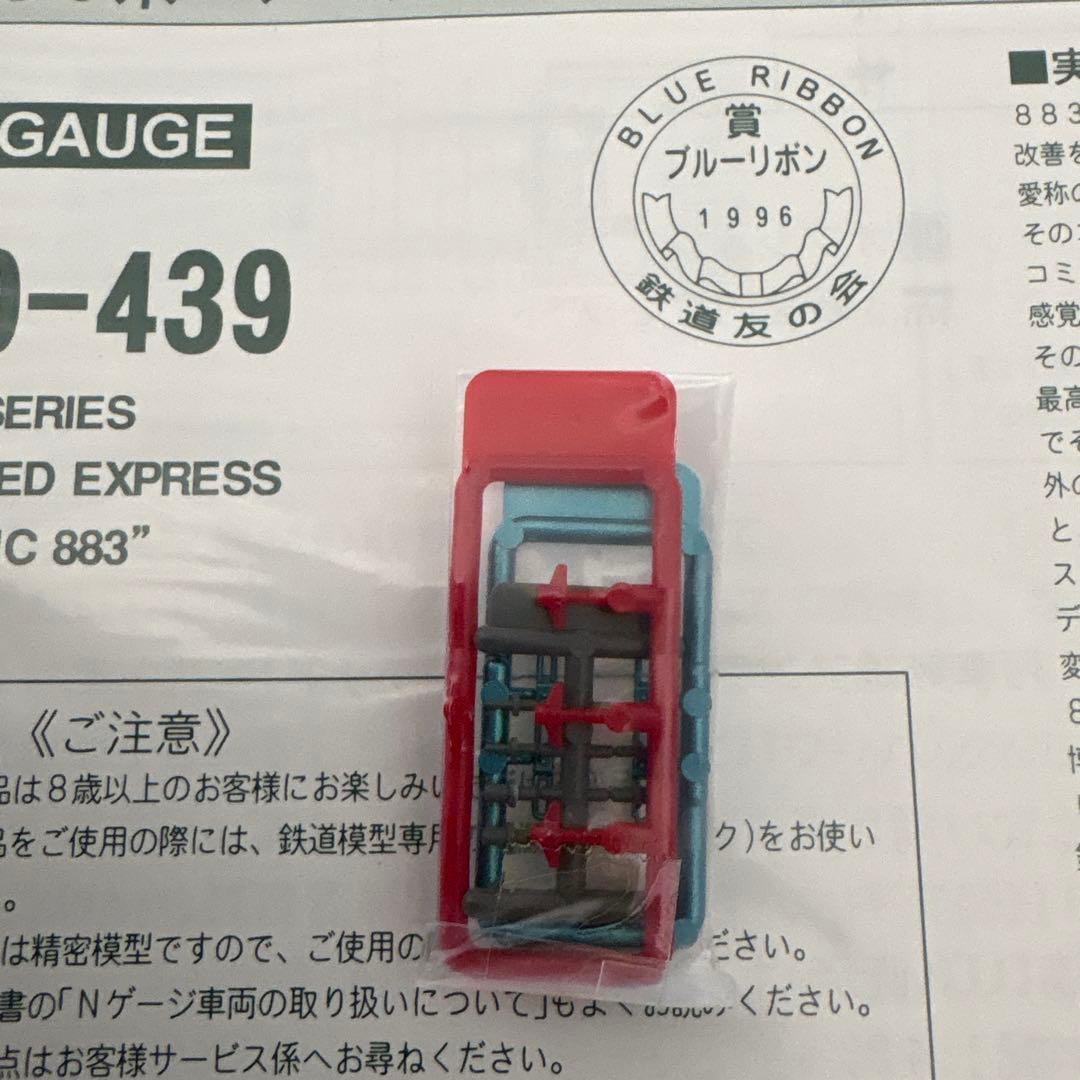 GAUGE
-439
SERIES
ED EXPRESS
IC 883”
BLUE RIBBON
賞
ブルーリボン
1996
鉄道友の会
■実
883
改善を
愛称の
その
コミ
感覚
その
最高
でそ
外の
と
ス
デ
変
8
博
《ご注意》
品は8歳以上のお客様にお楽しみい
品をご使用の際には、鉄道模型専用 ク)をお使い
。
は精密模型ですので、ご使用の ださい。
書の「Nゲージ車両の取り扱いについて」もよくお読みください。
点はお客様サービス係へお尋ねください。